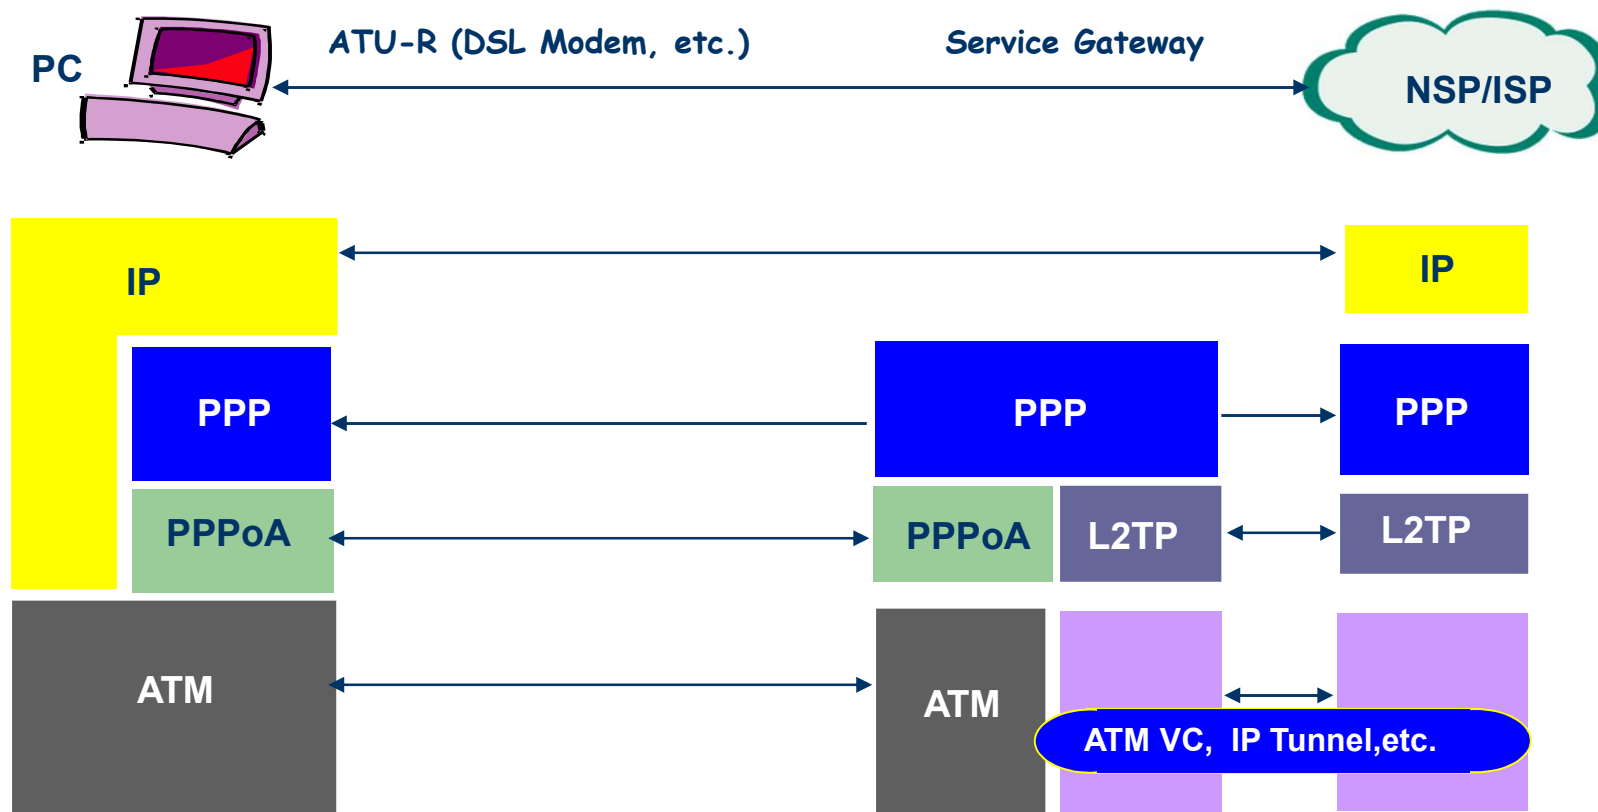 PC
ATU-R (DSL Modem, etc.)
Service Gateway
NSP/ISP
IP
IP
PPP
PPP
PPP
PPPoA
PPPoA
L2TP
L2TP
ATM
ATM
ATM VC, IP Tunnel,etc.